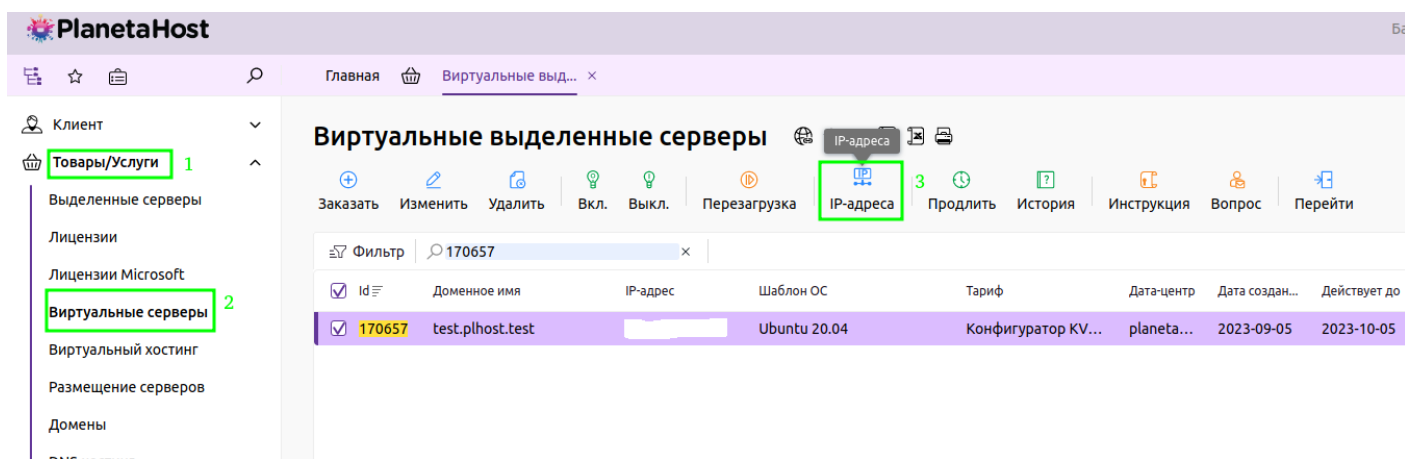 PlanetaHost
Ба
Главная Виртуальные выд... ×
Клиент
Товары/Услуги 1
Выделенные серверы
Лицензии
Лицензии Microsoft
Виртуальные серверы 2
Виртуальный хостинг
Размещение серверов
Домены
Виртуальные выделенные серверы
IP-адреса
Заказать Изменить Удалить Вкл. Выкл. Перезагрузка IP-адреса 3 Продлить История Инструкция Вопрос Перейти
Фильтр 170657 ×
Id Доменное имя IP-адрес Шаблон ОС Тариф Дата-центр Дата создан... Действует до
170657 test.plhost.test Ubuntu 20.04 Конфигуратор KV... planeta... 2023-09-05 2023-10-05